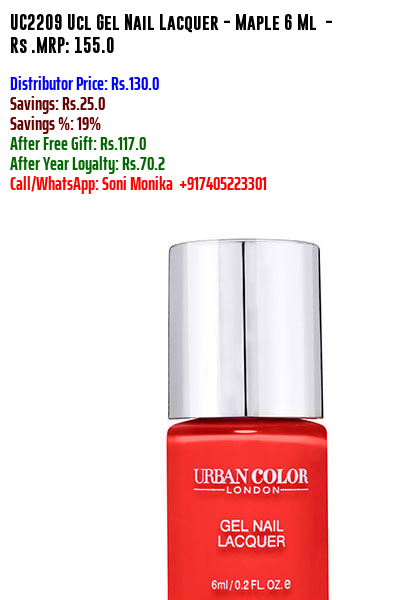 UC2209 Ucl Gel Nail Lacquer - Maple 6 Ml -
Rs .MRP: 155.0
Distributor Price: Rs.130.0
Savings: Rs.25.0
Savings %: 19%
After Free Gift: Rs.117.0
After Year Loyalty: Rs.70.2
Call/WhatsApp: Soni Monika +917405223301
URBAN COLOR
LONDON
GEL NAIL
LACQUER
6ml / 0.2 FL. OZ. e